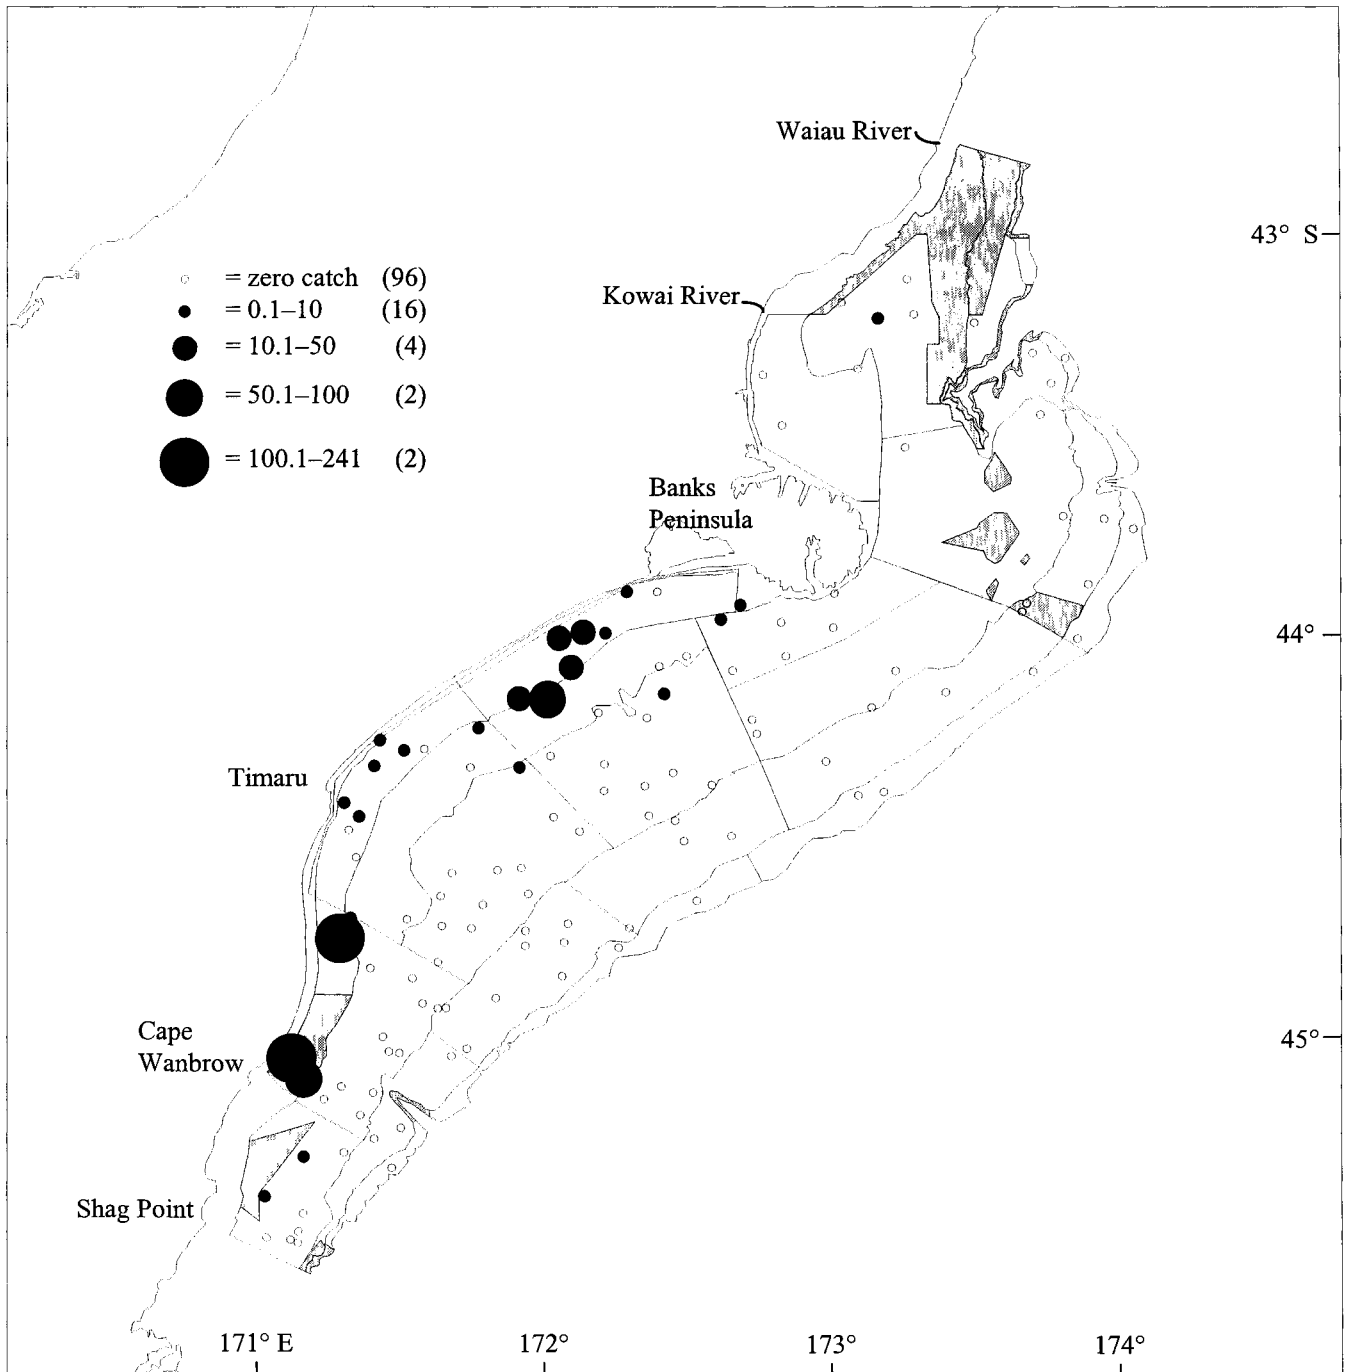 Waiau River
43° S
= zero catch (96)
= 0.1–10 (16)
= 10.1–50 (4)
= 50.1–100 (2)
= 100.1–241 (2)
Kowai River
Banks
Peninsula
44°
Timaru
Cape
Wanbrow
45°
Shag Point
171° E 172° 173° 174°